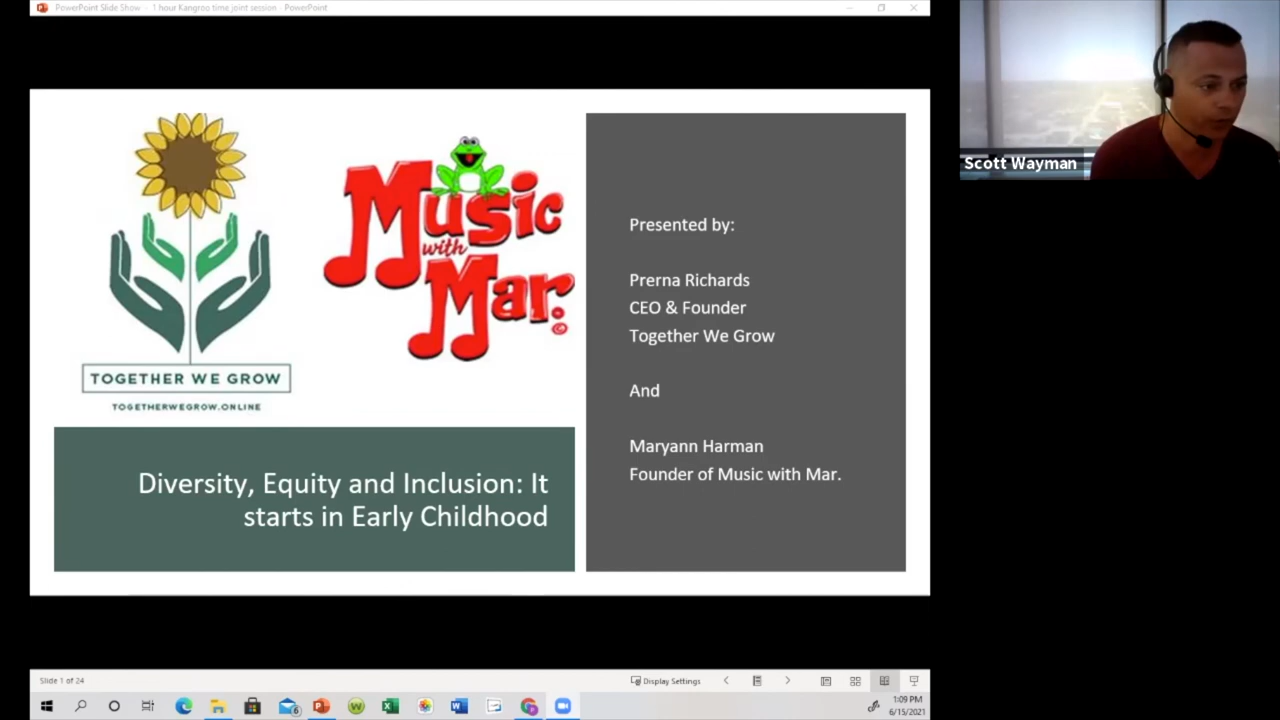 PowerPoint Slide Show - 1 hour Kangroo time joint session - PowerPoint
Music
with
Mar.
TOGETHER WE GROW
TOGETHERWEGROW.ONLINE
Diversity, Equity and Inclusion: It
starts in Early Childhood
Presented by:
Prerna Richards
CEO & Founder
Together We Grow
And
Maryann Harman
Founder of Music with Mar.
Scott Wayman
Slide 1 of 24
Display Settings
1:09 PM
6/15/2021